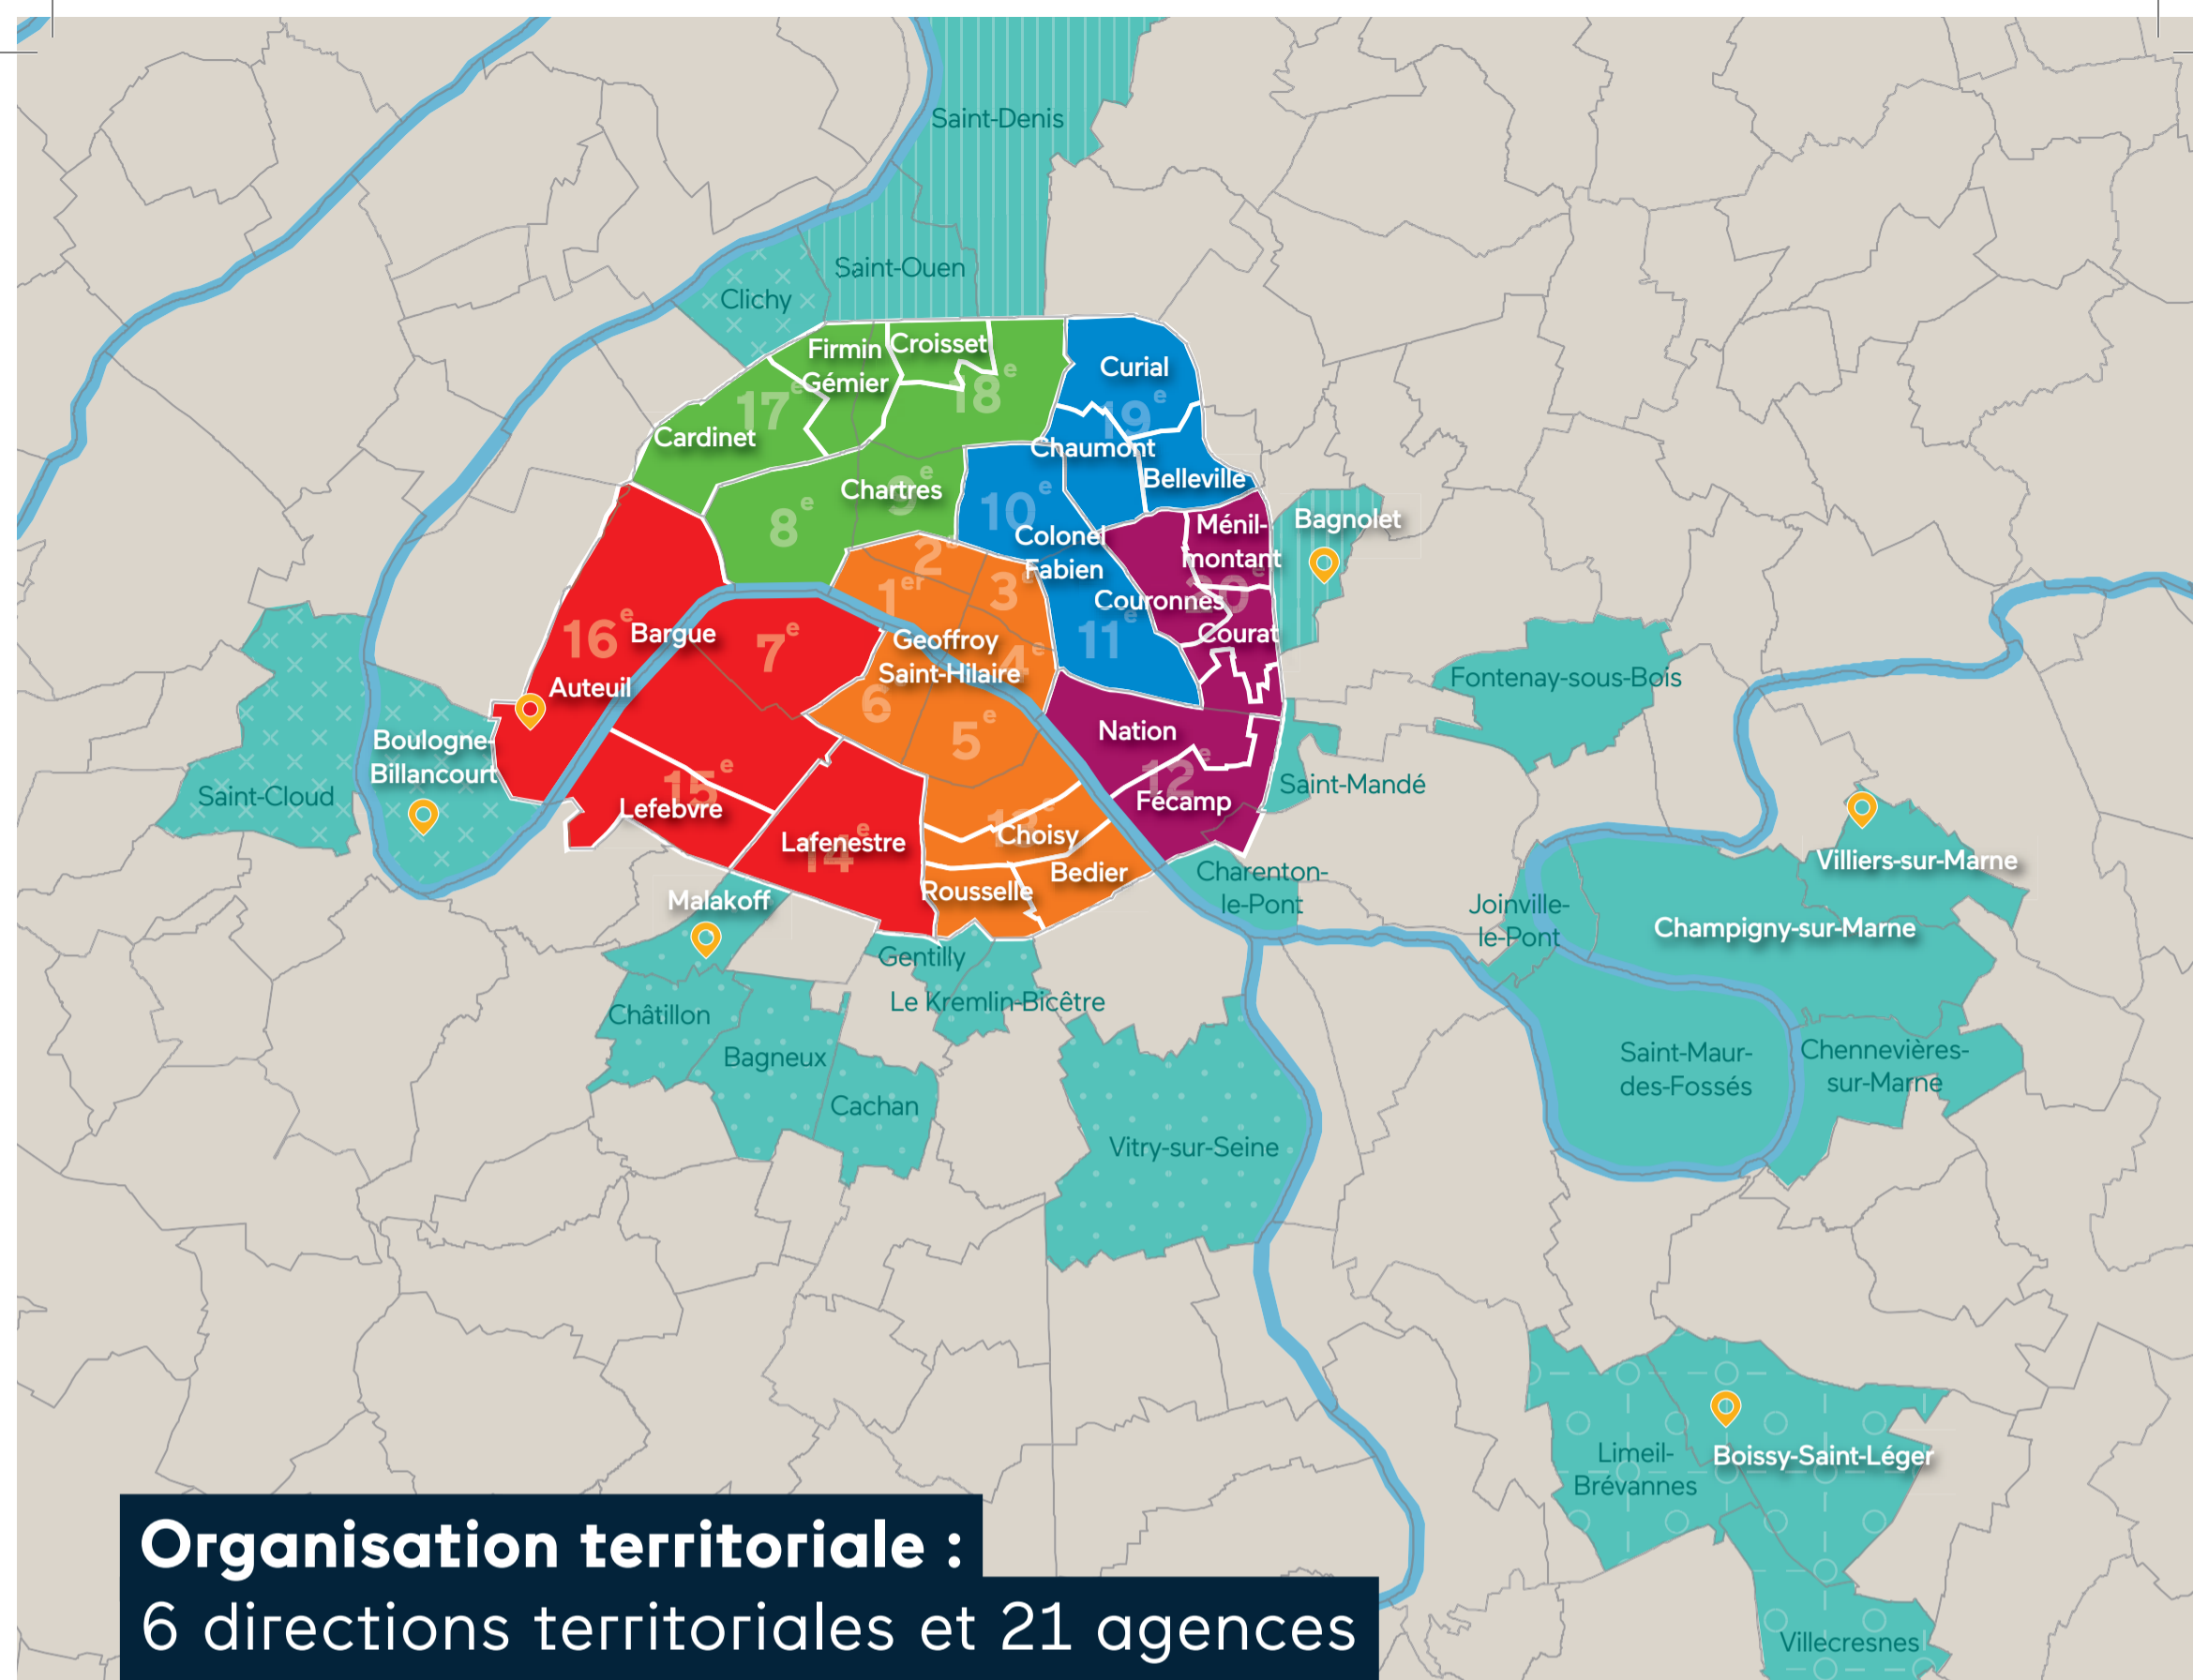 Saint-Denis
Saint-Ouen
Clichy
Firmin
Gémier
Croisset
18e
17e
Cardinet
Curial
19e
Chaumont
Belleville
Chartres
9e
8e
10e
Colonel
Fabien
Ménil-
montant
20e
Bagnolet
2e
1er
3e
Couronnes
11e
Courat
16e
Bargue
7e
Geoffroy
Saint-Hilaire
4e
6e
5e
Auteuil
Boulogne-
Billancourt
Saint-Cloud
Nation
12e
Fécamp
Saint-Mandé
Fontenay-sous-Bois
15e
Lefebvre
Lafenestre
14e
13e
Choisy
Bedier
Rousselle
Charenton-
le-Pont
Joinville-
le-Pont
Villiers-sur-Marne
Champigny-sur-Marne
Malakoff
Gentilly
Le Kremlin-Bicêtre
Châtillon
Bagneux
Cachan
Vitry-sur-Seine
Saint-Maur-
des-Fossés
Chennevières-
sur-Marne
Limeil-
Brévannes
Boissy-Saint-Léger
Villecresnes
Organisation territoriale :
6 directions territoriales et 21 agences